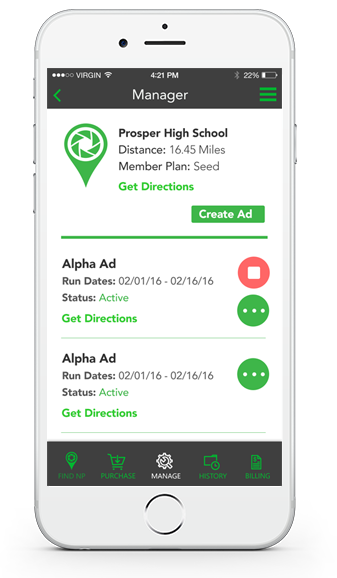 VIRGIN 4:21 PM 22%
Manager
Prosper High School
Distance: 16.45 Miles
Member Plan: Seed
Get Directions
Create Ad
Alpha Ad
Run Dates: 02/01/16 - 02/16/16
Status: Active
Get Directions
Alpha Ad
Run Dates: 02/01/16 - 02/16/16
Status: Active
Get Directions
FIND NP PURCHASE MANAGE HISTORY BILLING